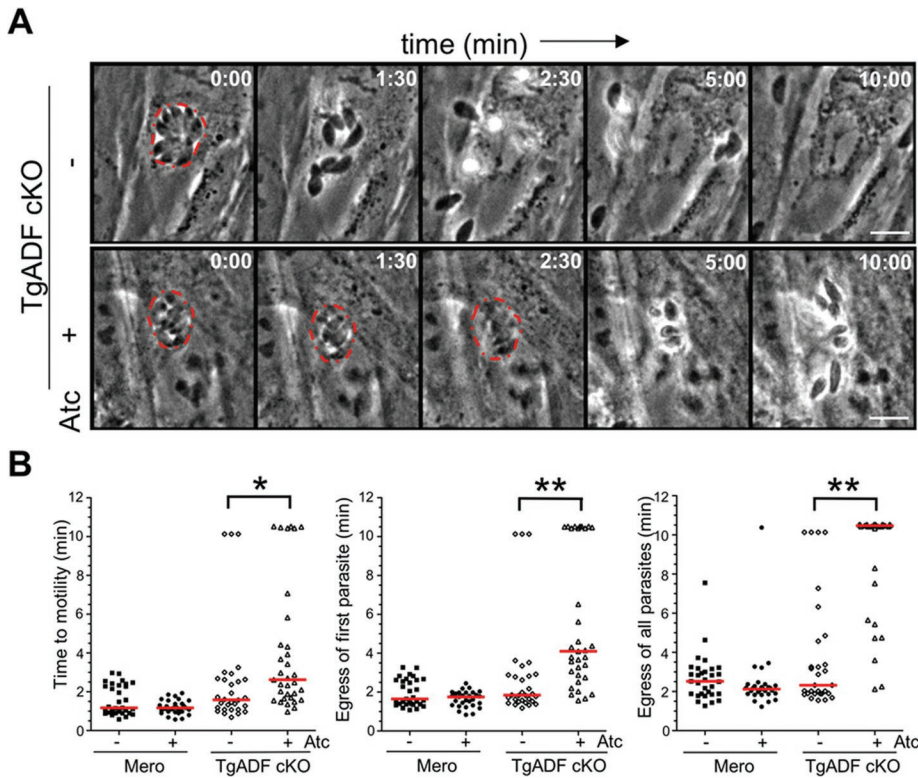 A
time (min)
TgADF cKO
-
0:00 1:30 2:30 5:00 10:00
+
Atc
0:00 1:30 2:30 5:00 10:00
B
Time to motility (min)
12
10
8
6
4
2
0
*
- + - + Atc
Mero TgADF cKO
Egress of first parasite (min)
12
10
8
6
4
2
0
**
- + - + Atc
Mero TgADF cKO
Egress of all parasites (min)
12
10
8
6
4
2
0
**
- + - + Atc
Mero TgADF cKO